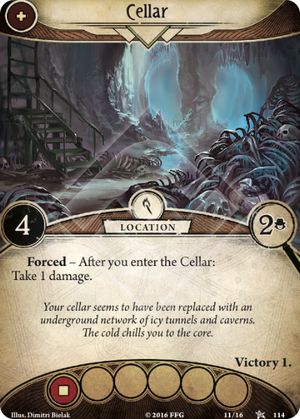 Cellar
4
LOCATION
2
Forced – After you enter the Cellar:
Take 1 damage.
Your cellar seems to have been replaced with an
underground network of icy tunnels and caverns.
The cold chills you to the core.
Victory 1.
Illus. Dimitri Bielak
© 2016 FFG
11/16
114